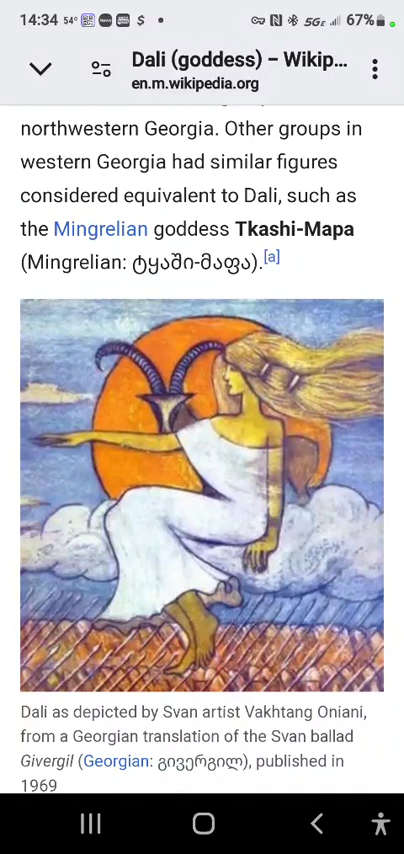 14:34 54° $ 5GE 67%
Dali (goddess) – Wikip...
en.m.wikipedia.org
northwestern Georgia. Other groups in
western Georgia had similar figures
considered equivalent to Dali, such as
the Mingrelian goddess Tkashi-Mapa
(Mingrelian: ტყაში-მაფა).[a]
Dali as depicted by Svan artist Vakhtang Oniani,
from a Georgian translation of the Svan ballad
Givergil (Georgian: გივერგილ), published in
1969